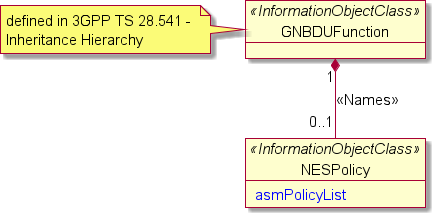 defined in 3GPP TS 28.541 -
Inheritance Hierarchy
«InformationObjectClass»
GNBDUFunction
1
«Names»
0..1
«InformationObjectClass»
NESPolicy
asmPolicyList